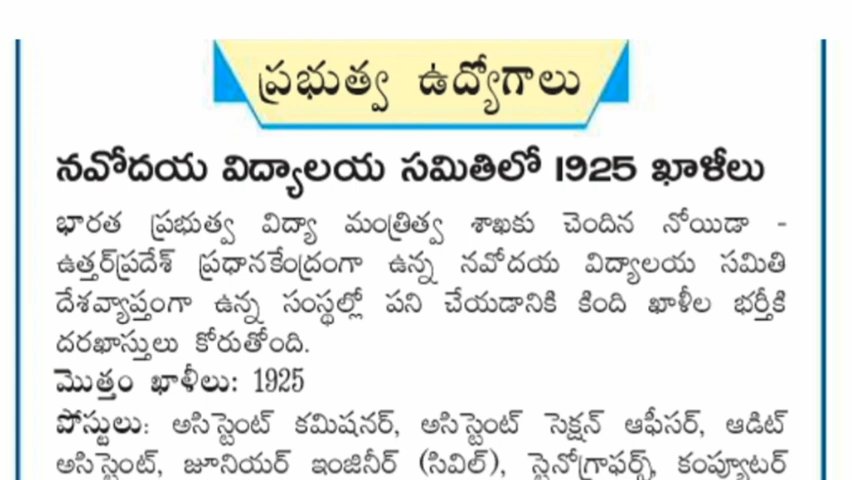 ప్రభుత్వ ఉద్యోగాలు
నవోదయ విద్యాలయ సమితిలో 1925 ఖాళీలు
భారత ప్రభుత్వ విద్యా మంత్రిత్వ శాఖకు చెందిన నోయిడా -
ఉత్తర్‌ప్రదేశ్ ప్రధానకేంద్రంగా ఉన్న నవోదయ విద్యాలయ సమితి
దేశవ్యాప్తంగా ఉన్న సంస్థల్లో పని చేయడానికి కింది ఖాళీల భర్తీకి
దరఖాస్తులు కోరుతోంది.
మొత్తం ఖాళీలు: 1925
పోస్టులు: అసిస్టెంట్ కమిషనర్, అసిస్టెంట్ సెక్షన్ ఆఫీసర్, ఆడిట్
అసిస్టెంట్, జూనియర్ ఇంజినీర్ (సివిల్), స్టెనోగ్రాఫర్స్, కంప్యూటర్